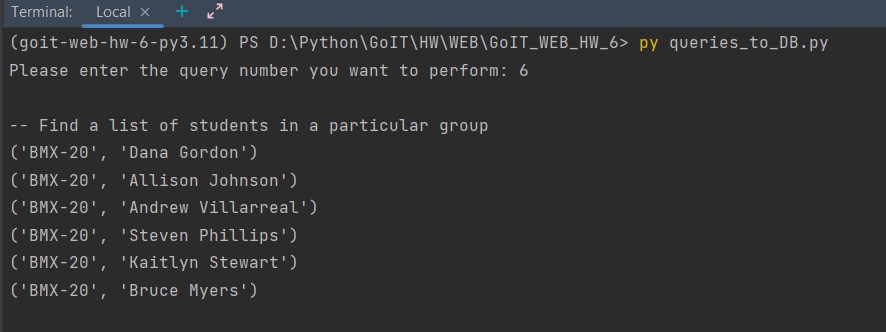 Terminal: Local × +
(goit-web-hw-6-py3.11) PS D:\Python\GoIT\HW\WEB\GoIT_WEB_HW_6> py queries_to_DB.py
Please enter the query number you want to perform: 6
-- Find a list of students in a particular group
('BMX-20', 'Dana Gordon')
('BMX-20', 'Allison Johnson')
('BMX-20', 'Andrew Villarreal')
('BMX-20', 'Steven Phillips')
('BMX-20', 'Kaitlyn Stewart')
('BMX-20', 'Bruce Myers')